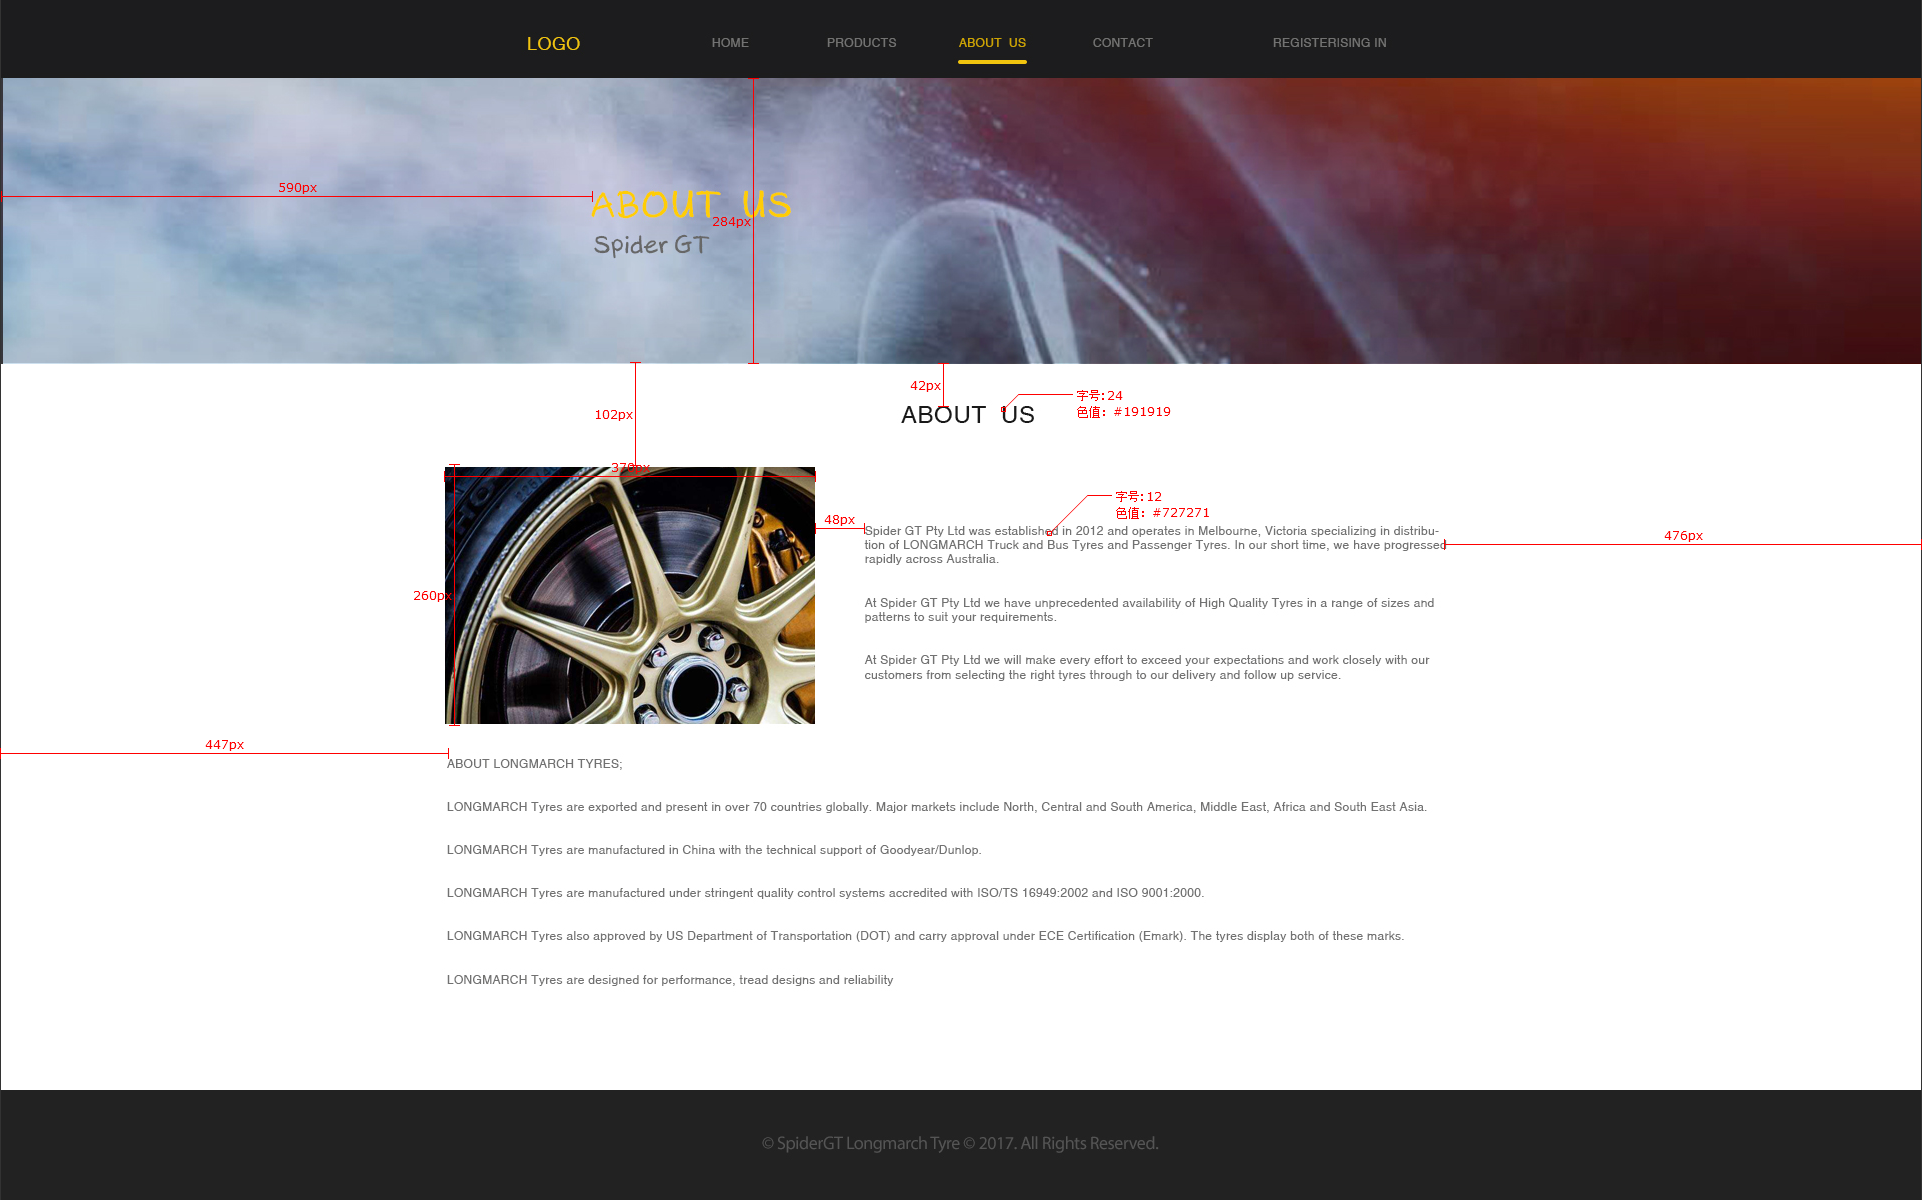 LOGO HOME PRODUCTS ABOUT US CONTACT REGISTERISING IN
590px
ABOUT US
284px
Spider GT
42px
字号:24
102px
ABOUT US
色值: #191919
370px
字号:12
色值: #727271
48px
Spider GT Pty Ltd was established in 2012 and operates in Melbourne, Victoria specializing in distribu-
tion of LONGMARCH Truck and Bus Tyres and Passenger Tyres. In our short time, we have progressed
rapidly across Australia.
476px
260px
At Spider GT Pty Ltd we have unprecedented availability of High Quality Tyres in a range of sizes and
patterns to suit your requirements.
At Spider GT Pty Ltd we will make every effort to exceed your expectations and work closely with our
customers from selecting the right tyres through to our delivery and follow up service.
447px
ABOUT LONGMARCH TYRES;
LONGMARCH Tyres are exported and present in over 70 countries globally. Major markets include North, Central and South America, Middle East, Africa and South East Asia.
LONGMARCH Tyres are manufactured in China with the technical support of Goodyear/Dunlop.
LONGMARCH Tyres are manufactured under stringent quality control systems accredited with ISO/TS 16949:2002 and ISO 9001:2000.
LONGMARCH Tyres also approved by US Department of Transportation (DOT) and carry approval under ECE Certification (Emark). The tyres display both of these marks.
LONGMARCH Tyres are designed for performance, tread designs and reliability
© SpiderGT Longmarch Tyre © 2017. All Rights Reserved.